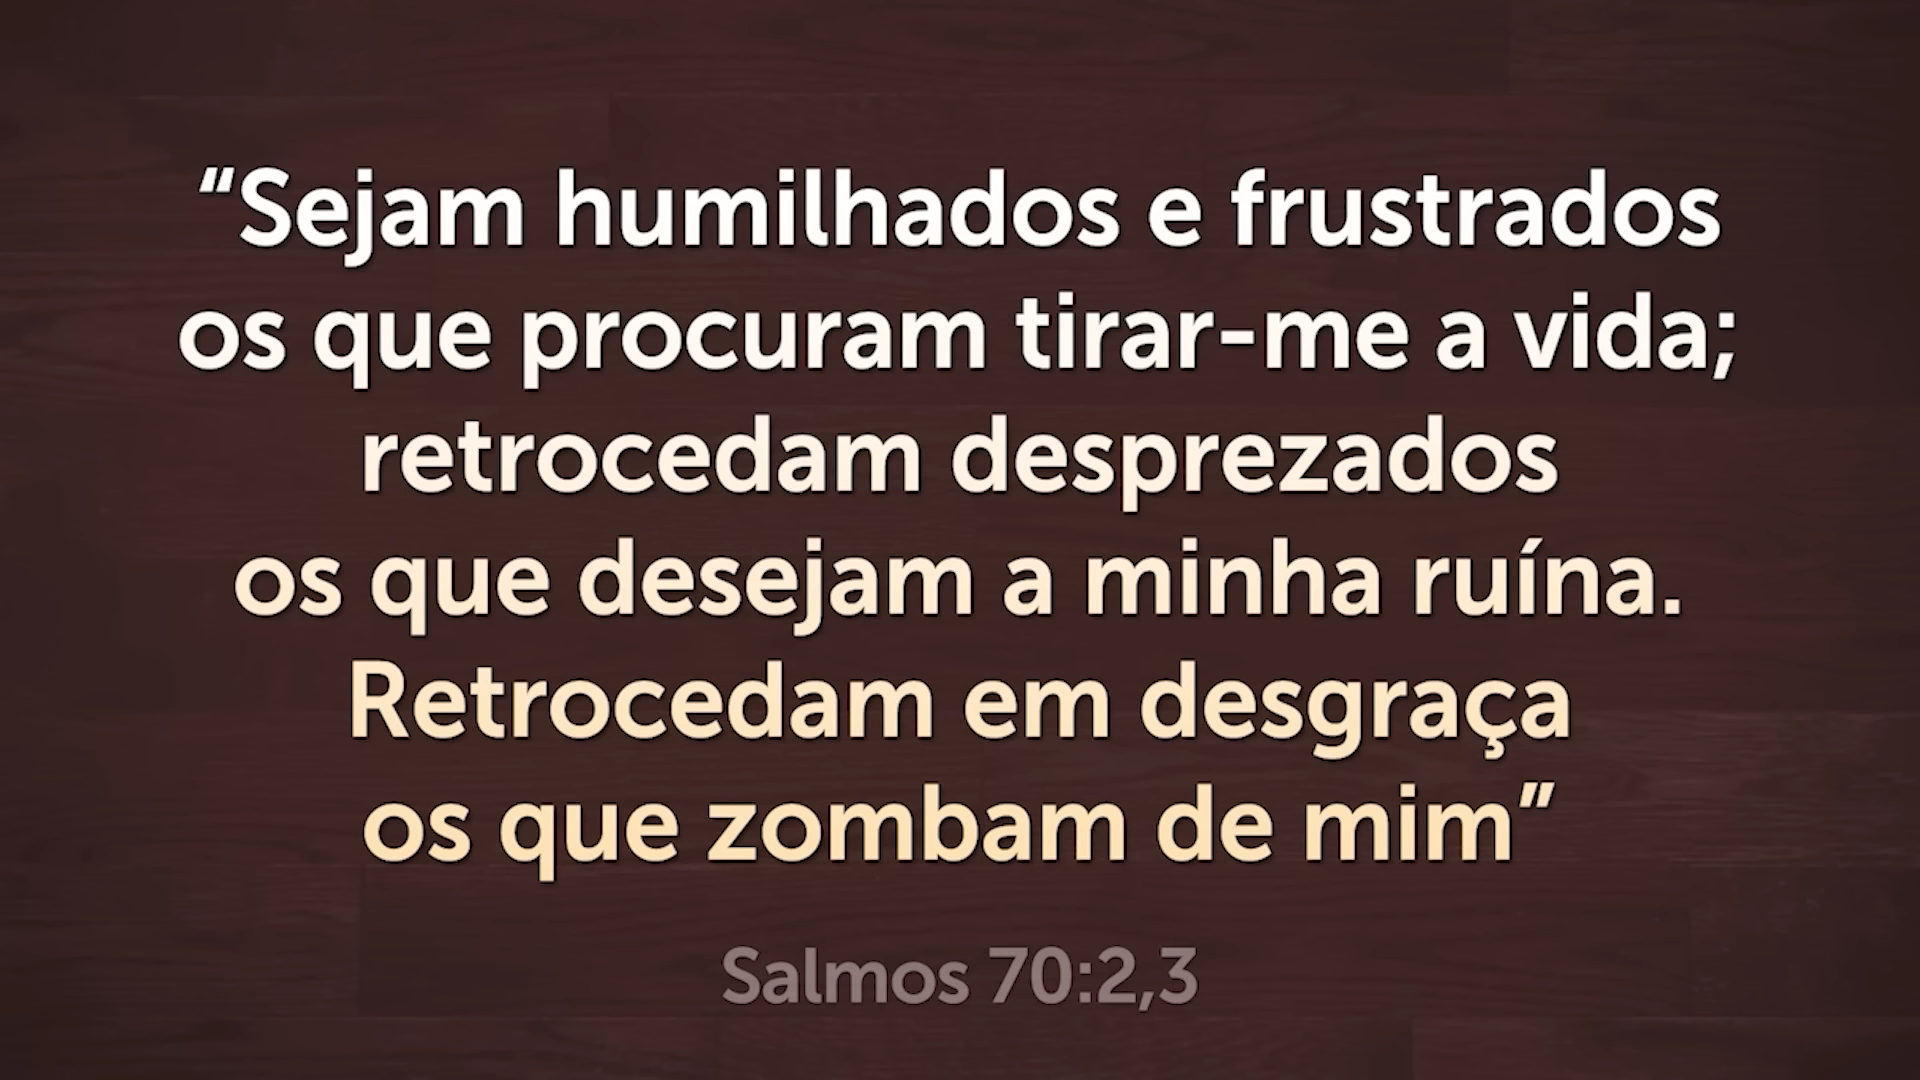 “Sejam humilhados e frustrados
os que procuram tirar-me a vida;
retrocedam desprezados
os que desejam a minha ruína.
Retrocedam em desgraça
os que zombam de mim”
Salmos 70:2,3